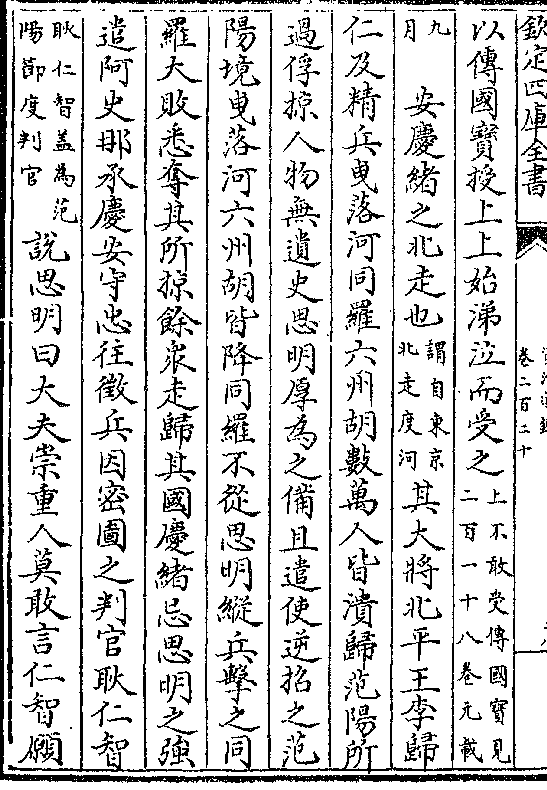 欽定四庫全書
卷二百二十
以傳國寶授上上始涕泣而受之上不敢受傳國寶見二百一十八卷元載
九月安慶緒之北走也謂自東京北走度河其大將北平王李歸
仁及精兵曳落河同羅六州胡數萬人皆潰歸范陽所
過俘掠人物無遺史思明厚為之備且遣使逆招之范
陽境曳落河六州胡皆降同羅不從思明縱兵擊之同
羅大敗悉奪其所掠餘衆走歸其國慶緒忌思明之強
遣阿史那承慶安守忠往徵兵因密圖之判官耿仁智
耿仁智蓋為范陽節度判官說思明曰大夫崇重人莫敢言仁智願